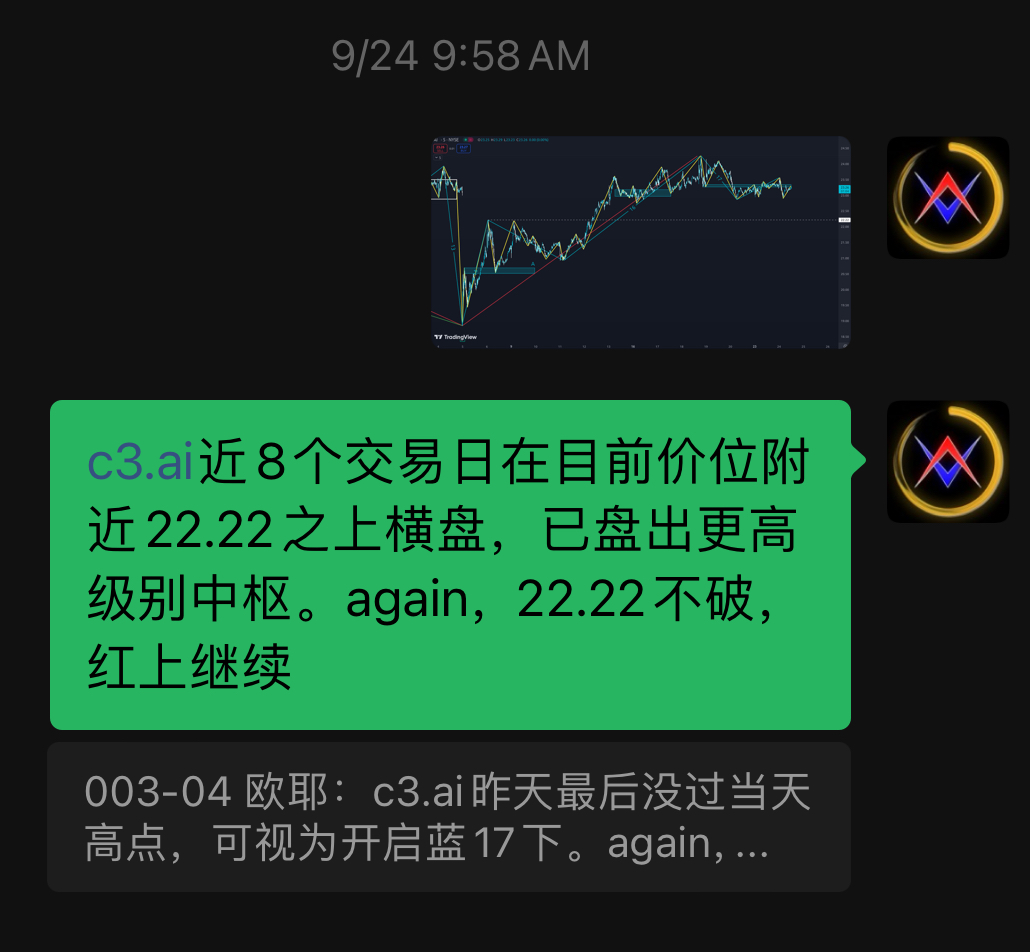 9/24 9:58 AM
TradingView
c3.ai近8个交易日在目前价位附
近22.22之上横盘，已盘出更高
级别中枢。again，22.22不破，
红上继续
003-04 欧耶：c3.ai昨天最后没过当天
高点，可视为开启蓝17下。again, ...